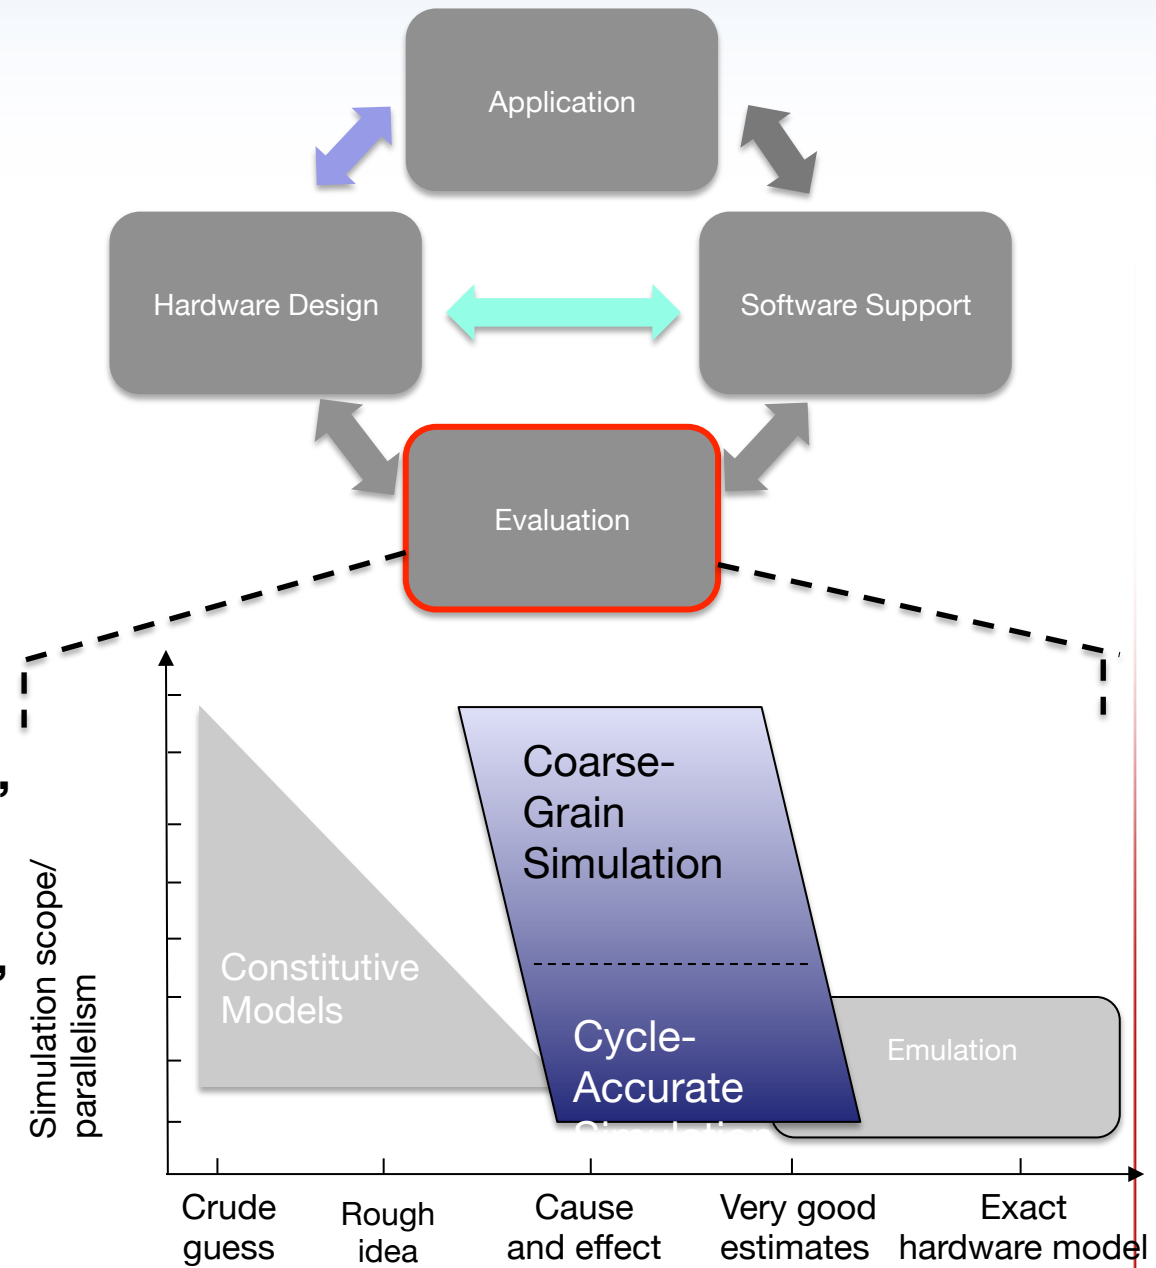 Application
Hardware Design
Software Support
Evaluation
,
,
Simulation scope/
parallelism
Coarse-
Grain
Simulation
Constitutive
Models
Cycle-
Accurate
Simulation
Emulation
Crude
guess
Rough
idea
Cause
and effect
Very good
estimates
Exact
hardware model